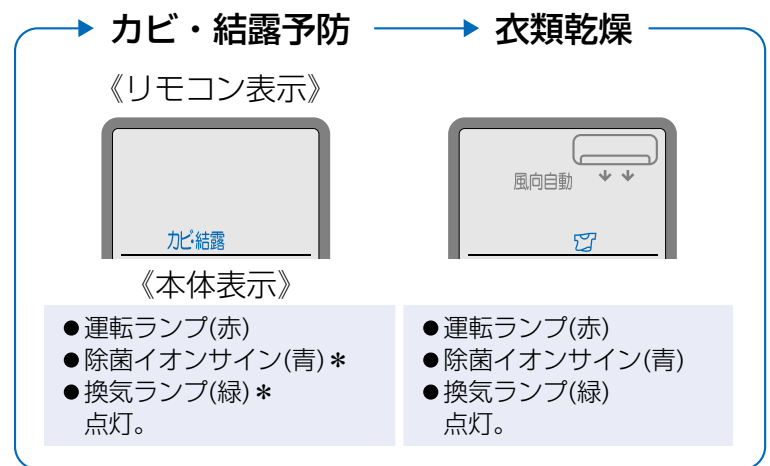 カビ・結露予防
衣類乾燥
《リモコン表示》
風向自動
カビ・結露
《本体表示》
●運転ランプ(赤)
●除菌イオンサイン(青)＊
●換気ランプ(緑)＊
点灯。
●運転ランプ(赤)
●除菌イオンサイン(青)
●換気ランプ(緑)
点灯。